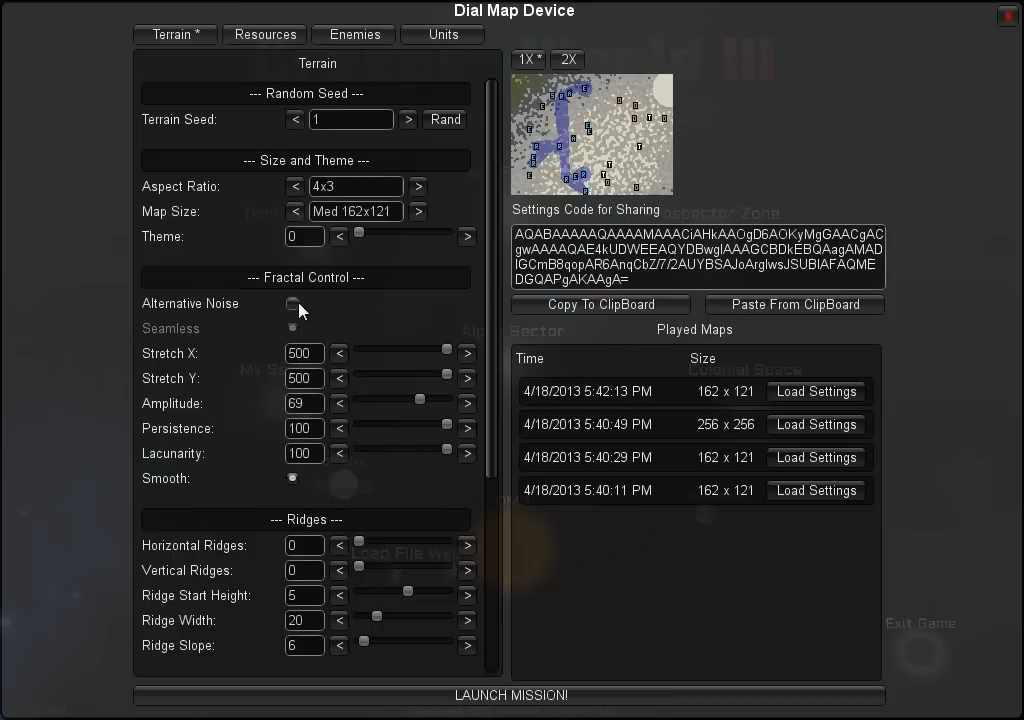 Dial Map Device
Terrain * Resources Enemies Units
Terrain
--- Random Seed ---
Terrain Seed: < 1 > Rand
--- Size and Theme ---
Aspect Ratio: < 4x3 >
Map Size: < Med 162x121 >
Theme: 0 < >
--- Fractal Control ---
Alternative Noise
Seamless
Stretch X: 500 < >
Stretch Y: 500 < >
Amplitude: 69 < >
Persistence: 100 < >
Lacunarity: 100 < >
Smooth:
--- Ridges ---
Horizontal Ridges: 0 < >
Vertical Ridges: 0 < >
Ridge Start Height: 5 < >
Ridge Width: 20 < >
Ridge Slope: 6 < >
1X * 2X
Settings Code for Sharing
Copy To ClipBoard Paste From ClipBoard
Played Maps
Time Size
4/18/2013 5:42:13 PM 162 x 121 Load Settings
4/18/2013 5:40:49 PM 256 x 256 Load Settings
4/18/2013 5:40:29 PM 162 x 121 Load Settings
4/18/2013 5:40:11 PM 162 x 121 Load Settings
Exit Game
LAUNCH MISSION!